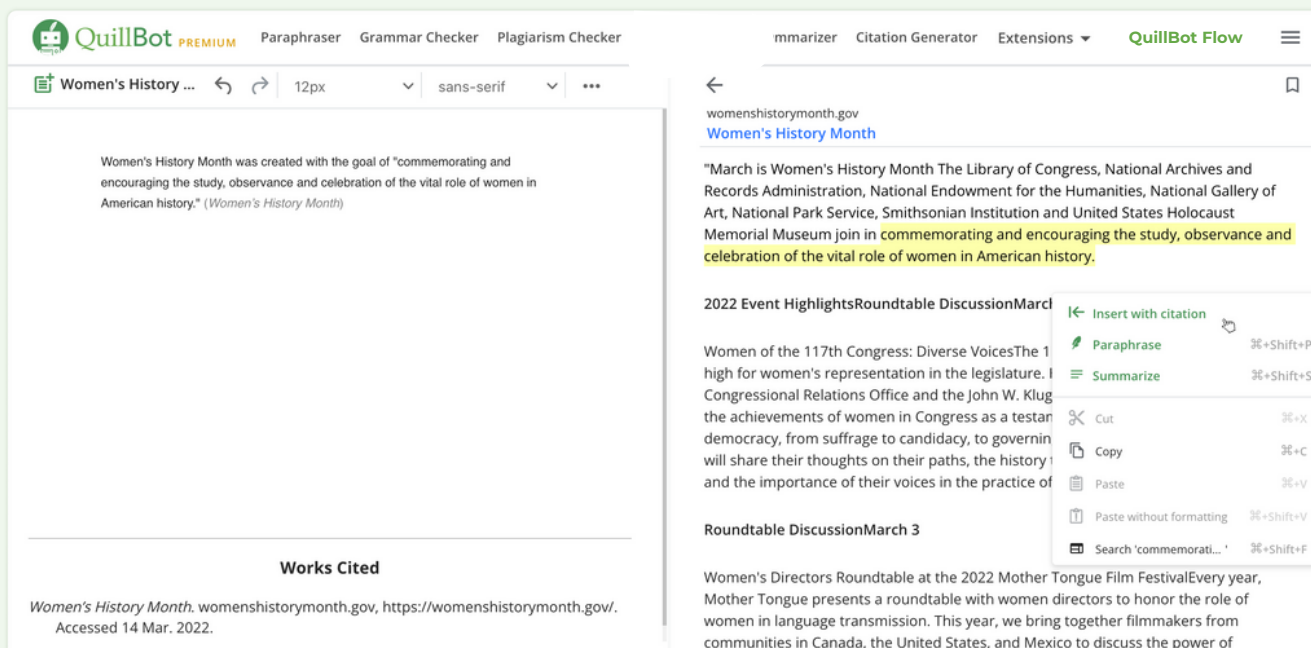 QuillBot PREMIUM Paraphraser Grammar Checker Plagiarism Checker Citation Generator Extensions QuillBot Flow
Women's History ... 12px sans-serif
Women's History Month was created with the goal of "commemorating and
encouraging the study, observance and celebration of the vital role of women in
American history." (Women's History Month)
Works Cited
Women's History Month. womenshistorymonth.gov, https://womenshistorymonth.gov/.
Accessed 14 Mar. 2022.
womenshistorymonth.gov
Women's History Month
"March is Women's History Month The Library of Congress, National Archives and
Records Administration, National Endowment for the Humanities, National Gallery of
Art, National Park Service, Smithsonian Institution and United States Holocaust
Memorial Museum join in commemorating and encouraging the study, observance and
celebration of the vital role of women in American history.
2022 Event HighlightsRoundtable DiscussionMarch
Women of the 117th Congress: Diverse VoicesThe 1
high for women's representation in the legislature.
Congressional Relations Office and the John W. Klug
the achievements of women in Congress as a testan
democracy, from suffrage to candidacy, to governin
will share their thoughts on their paths, the history
and the importance of their voices in the practice of
Insert with citation
Paraphrase ⌘+Shift+P
Summarize ⌘+Shift+S
Cut ⌘+X
Copy ⌘+C
Paste ⌘+V
Paste without formatting ⌘+Shift+V
Search 'commemorati... ' ⌘+Shift+F
Roundtable DiscussionMarch 3
Women's Directors Roundtable at the 2022 Mother Tongue Film FestivalEvery year,
Mother Tongue presents a roundtable with women directors to honor the role of
women in language transmission. This year, we bring together filmmakers from
communities in Canada, the United States, and Mexico to discuss the power of